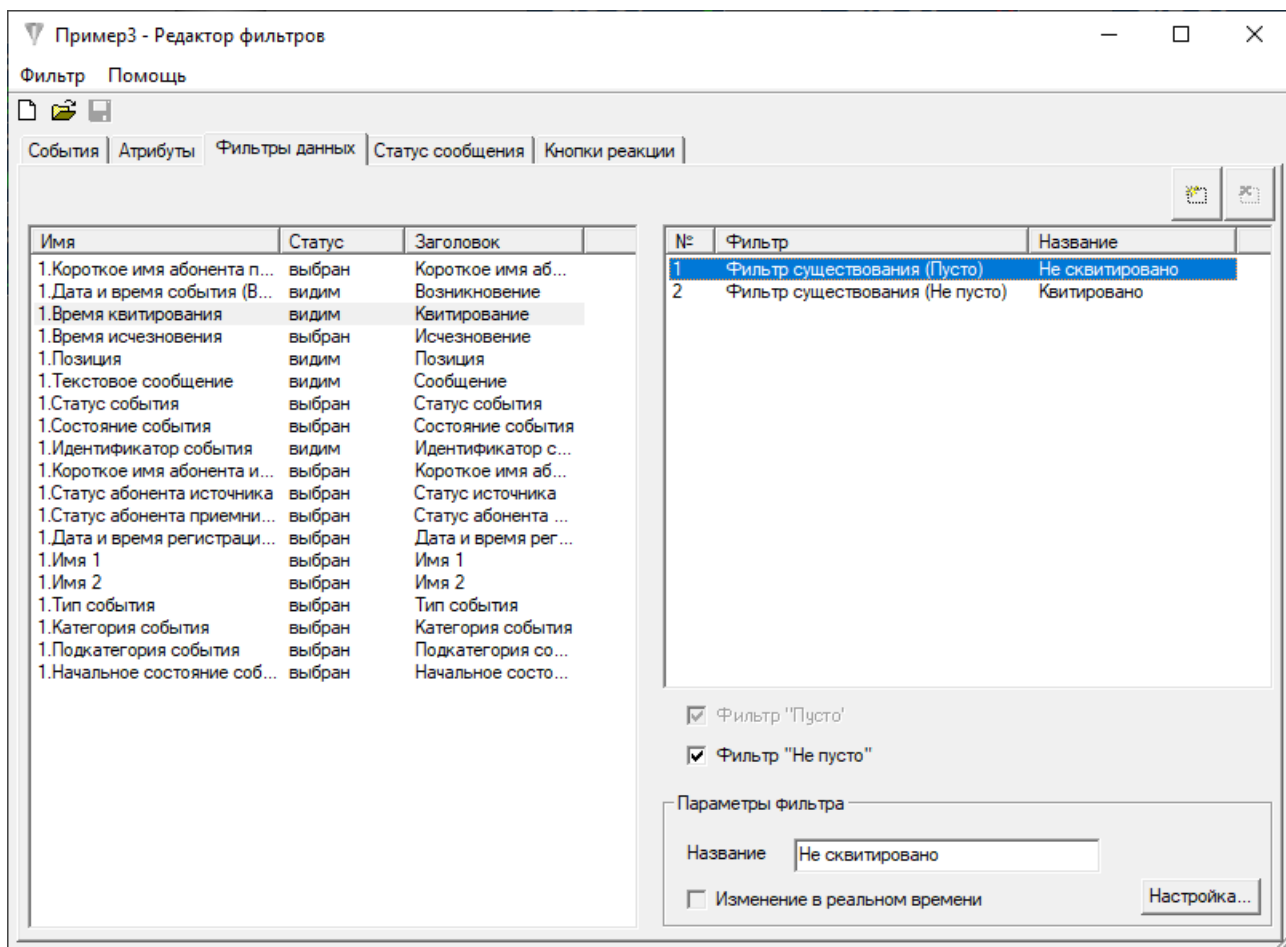 Пример3 - Редактор фильтров
Фильтр Помощь
События Атрибуты Фильтры данных Статус сообщения Кнопки реакции
Имя Статус Заголовок
1.Короткое имя абонента п... выбран Короткое имя аб...
1.Дата и время события (В... видим Возникновение
1.Время квитирования видим Квитирование
1.Время исчезновения выбран Исчезновение
1.Позиция видим Позиция
1.Текстовое сообщение видим Сообщение
1.Статус события выбран Статус события
1.Состояние события выбран Состояние события
1.Идентификатор события видим Идентификатор с...
1.Короткое имя абонента и... выбран Короткое имя аб...
1.Статус абонента источника выбран Статус источника
1.Статус абонента приемни... выбран Статус абонента ...
1.Дата и время регистраци... выбран Дата и время рег...
1.Имя 1 выбран Имя 1
1.Имя 2 выбран Имя 2
1.Тип события выбран Тип события
1.Категория события выбран Категория события
1.Подкатегория события выбран Подкатегория со...
1.Начальное состояние соб... выбран Начальное состо...
№ Фильтр Название
1 Фильтр существования (Пусто) Не сквитировано
2 Фильтр существования (Не пусто) Квитировано
Фильтр "Пусто'
Фильтр "Не пусто"
Параметры фильтра
Название Не сквитировано
Изменение в реальном времени Настройка...